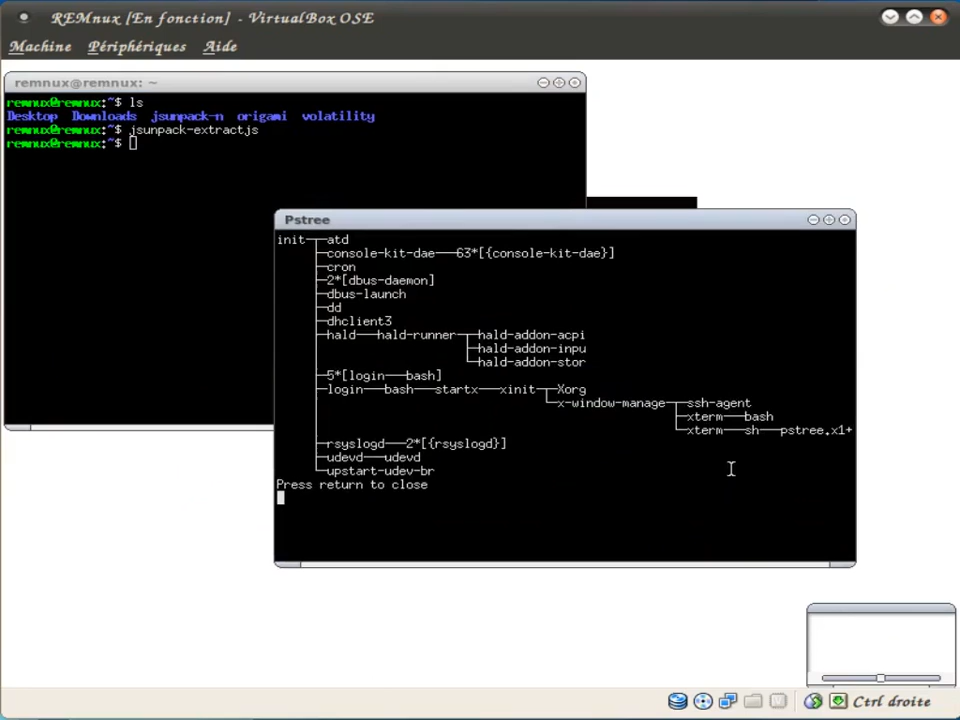 REMnux [En fonction] - VirtualBox OSE
Machine Périphériques Aide
remnux@remnux: ~
remnux@remnux:~$ ls
Desktop Downloads jsunpack-n origami volatility
remnux@remnux:~$ jsunpack-extractjs
remnux@remnux:~$
Pstree
init─┬─atd
├─console-kit-dae───63*[{console-kit-dae}]
├─cron
├─2*[dbus-daemon]
├─dbus-launch
├─dd
├─dhclient3
├─hald───hald-runner─┬─hald-addon-acpi
├─hald-addon-inpu
└─hald-addon-stor
├─5*[login───bash]
├─login───bash───startx───xinit─┬─Xorg
└─x-window-manage─┬─ssh-agent
├─xterm───bash
└─xterm───sh───pstree.x1+
├─rsyslogd───2*[{rsyslogd}]
├─udevd───udevd
└─upstart-udev-br
Press return to close
Ctrl droite